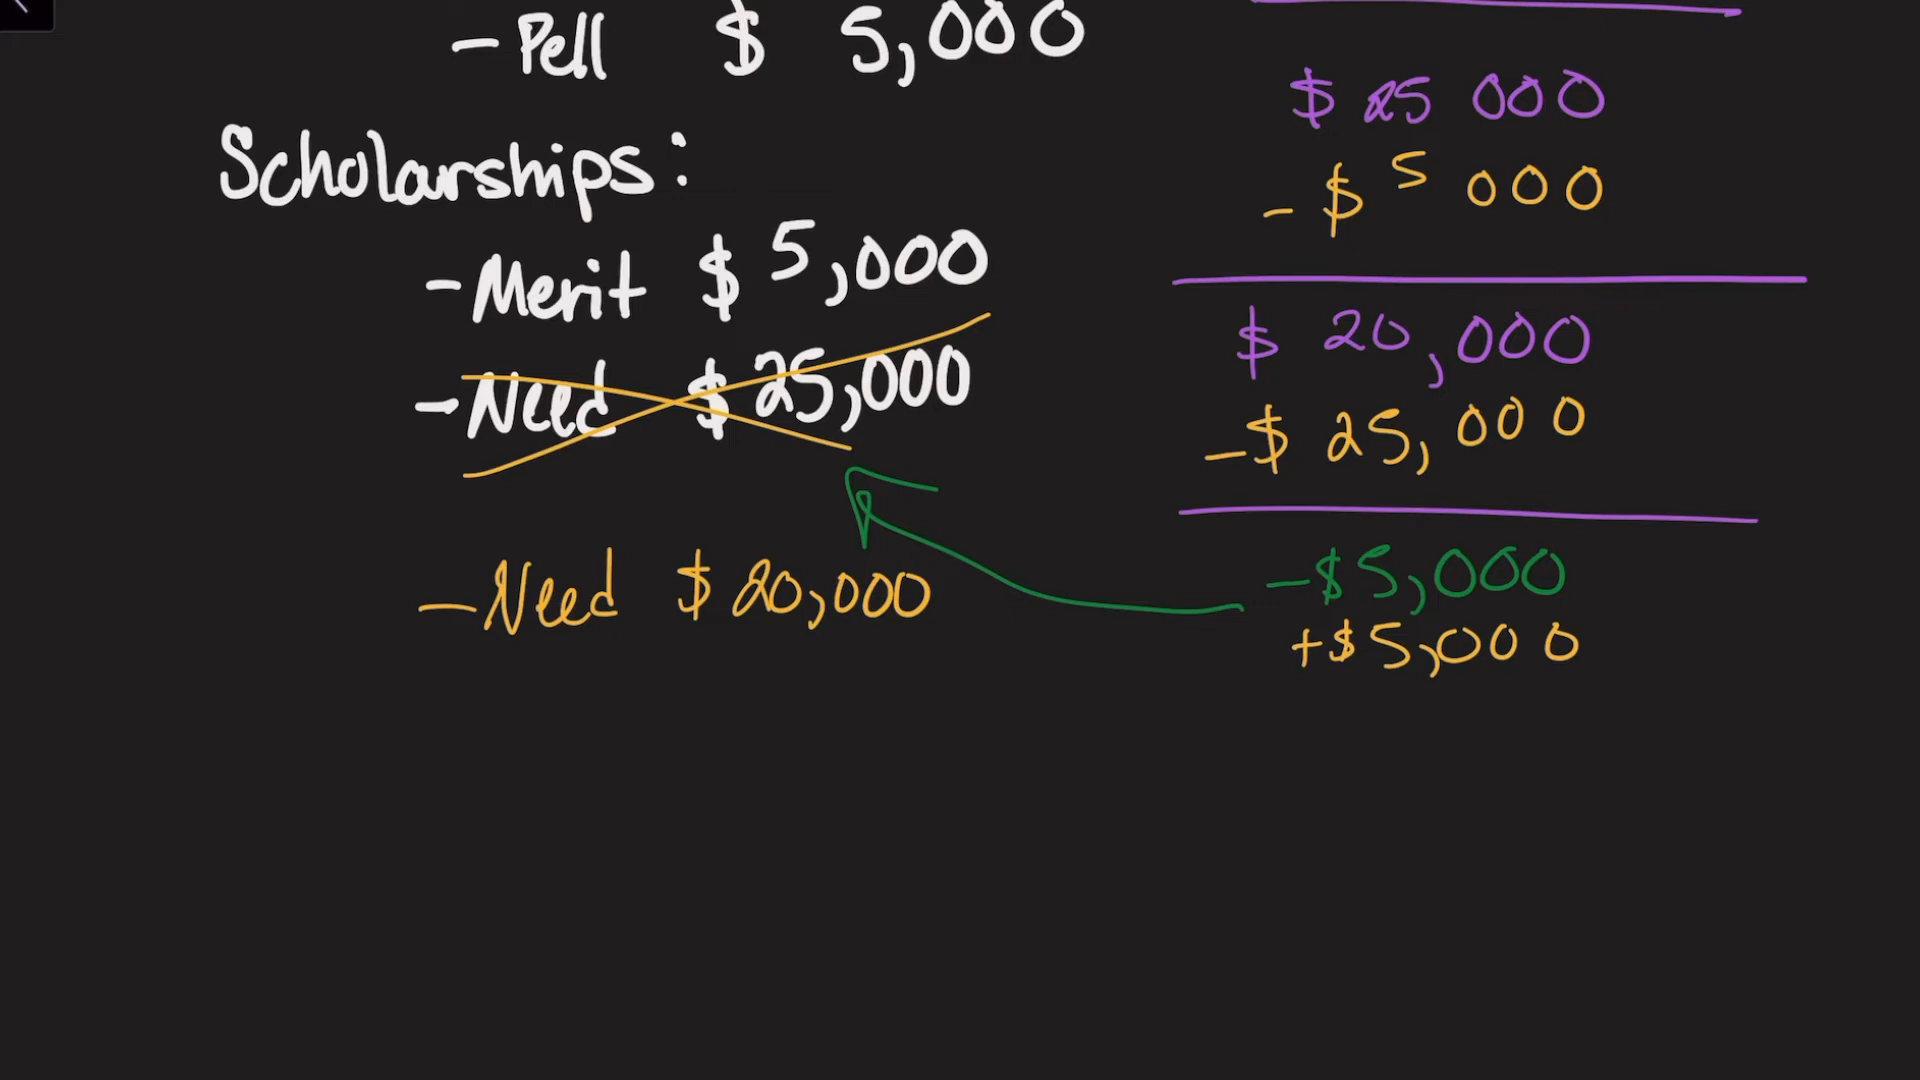 - Pell $ 5,000
Scholarships:
- Merit $ 5,000
- Need $ 25,000
- Need $ 20,000
$ 25 000
- $ 5 000
$ 20,000
- $ 25,000
- $5,000
+ $5,000